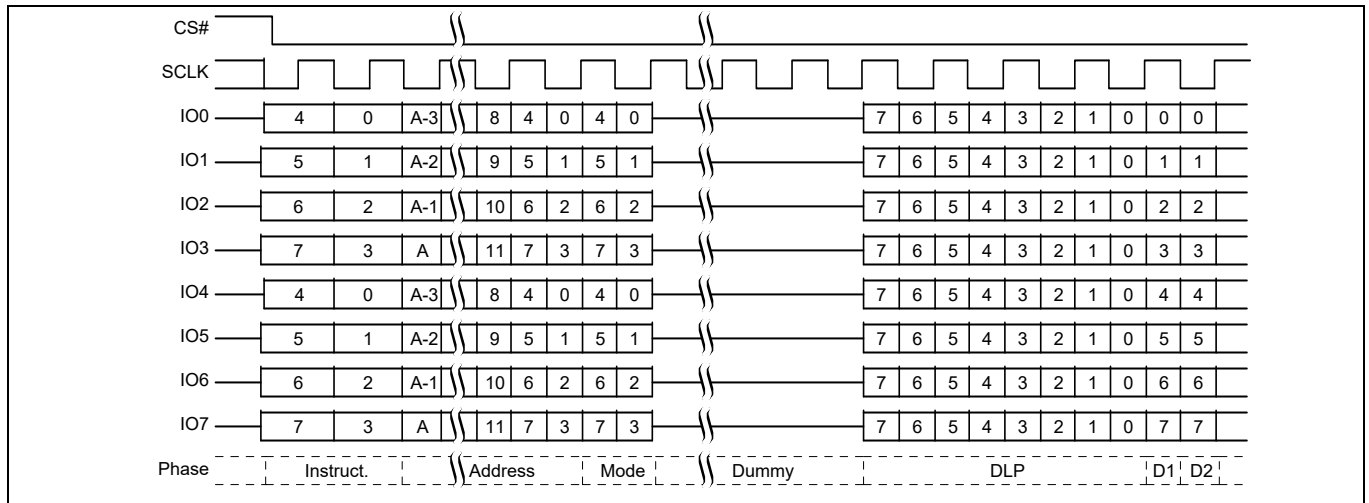 CS#
SCLK
IO0 4 0 A-3 8 4 0 4 0 7 6 5 4 3 2 1 0 0 0
IO1 5 1 A-2 9 5 1 5 1 7 6 5 4 3 2 1 0 1 1
IO2 6 2 A-1 10 6 2 6 2 7 6 5 4 3 2 1 0 2 2
IO3 7 3 A 11 7 3 7 3 7 6 5 4 3 2 1 0 3 3
IO4 4 0 A-3 8 4 0 4 0 7 6 5 4 3 2 1 0 4 4
IO5 5 1 A-2 9 5 1 5 1 7 6 5 4 3 2 1 0 5 5
IO6 6 2 A-1 10 6 2 6 2 7 6 5 4 3 2 1 0 6 6
IO7 7 3 A 11 7 3 7 3 7 6 5 4 3 2 1 0 7 7
Phase Instruct. Address Mode Dummy DLP D1 D2